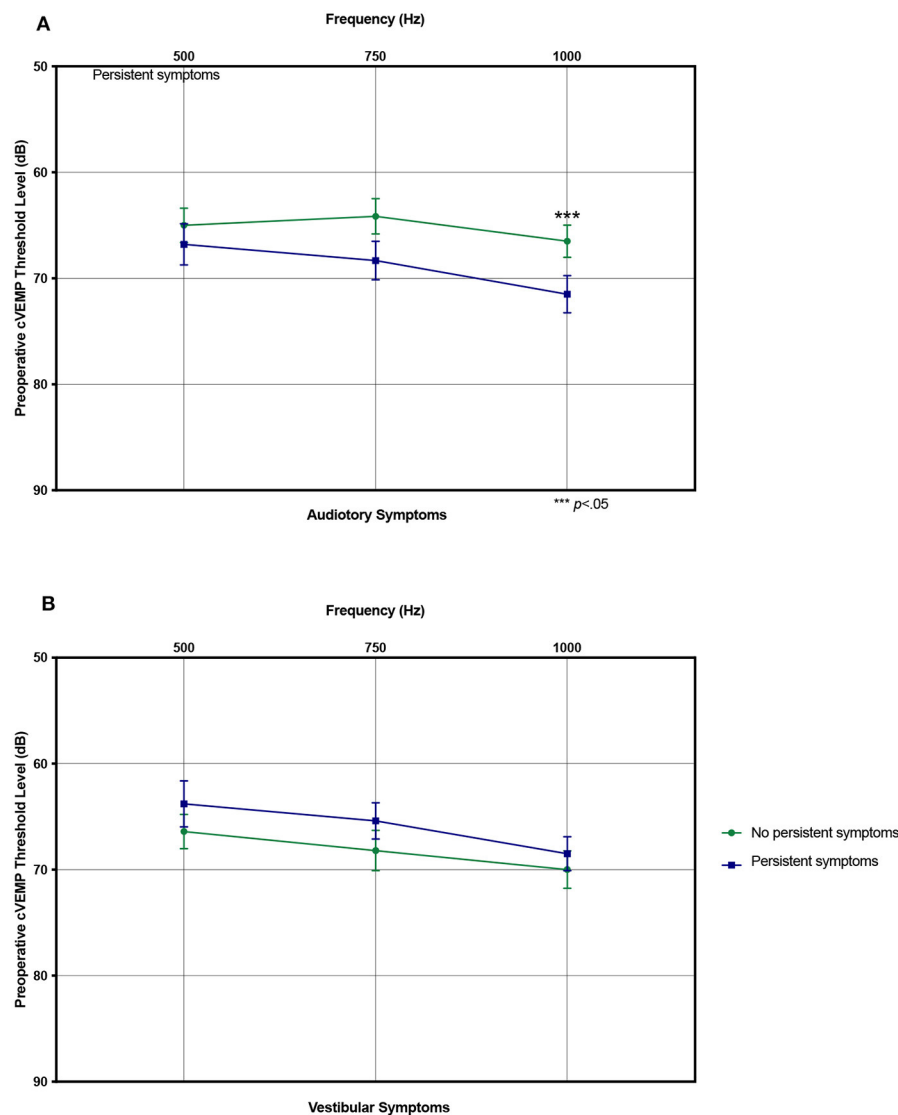 A
Frequency (Hz)
500 750 1000
Persistent symptoms
50
60
70
80
90
Preoperative cVEMP Threshold Level (dB)
***
*** p<.05
Audiotory Symptoms
B
Frequency (Hz)
500 750 1000
50
60
70
80
90
Preoperative cVEMP Threshold Level (dB)
No persistent symptoms
Persistent symptoms
Vestibular Symptoms